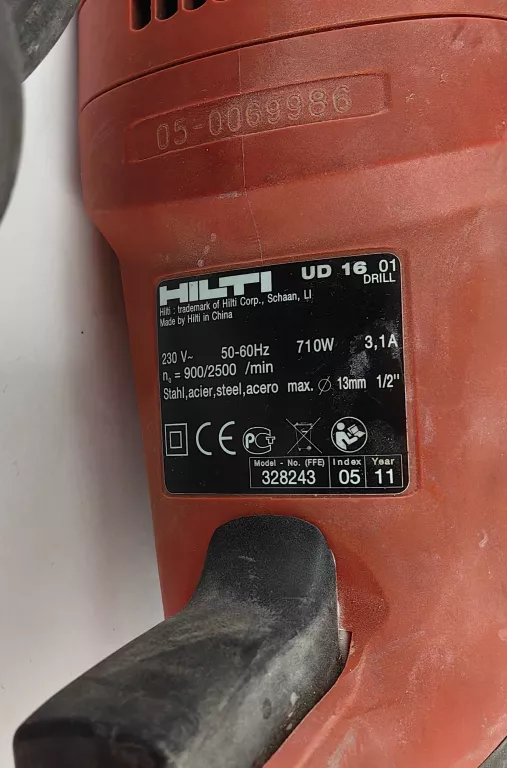 05-0069986
HILTI UD 16 01
DRILL
Hilti : trademark of Hilti Corp., Schaan, LI
Made by Hilti in China
230 V~ 50-60Hz 710W 3,1A
n₀ = 900/2500 /min
Stahl,acier,steel,acero max. ∅ 13mm 1/2"
CE PCT
Model - No. (FFE) Index Year
328243 05 11